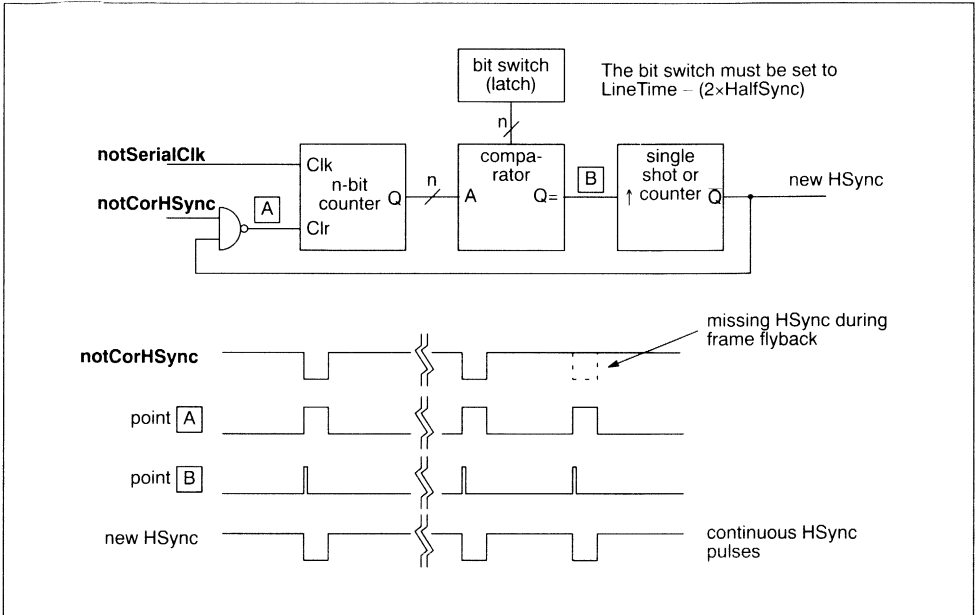 bit switch
(latch)
The bit switch must be set to
LineTime – (2×HalfSync)
n
notSerialClk
Clk
n-bit
counter
Q
n
compa-
rator
A
Q=
B
single
shot or
counter
↑
Q
new HSync
notCorHSync
A
Clr
missing HSync during
frame flyback
notCorHSync
point A
point B
new HSync
continuous HSync
pulses